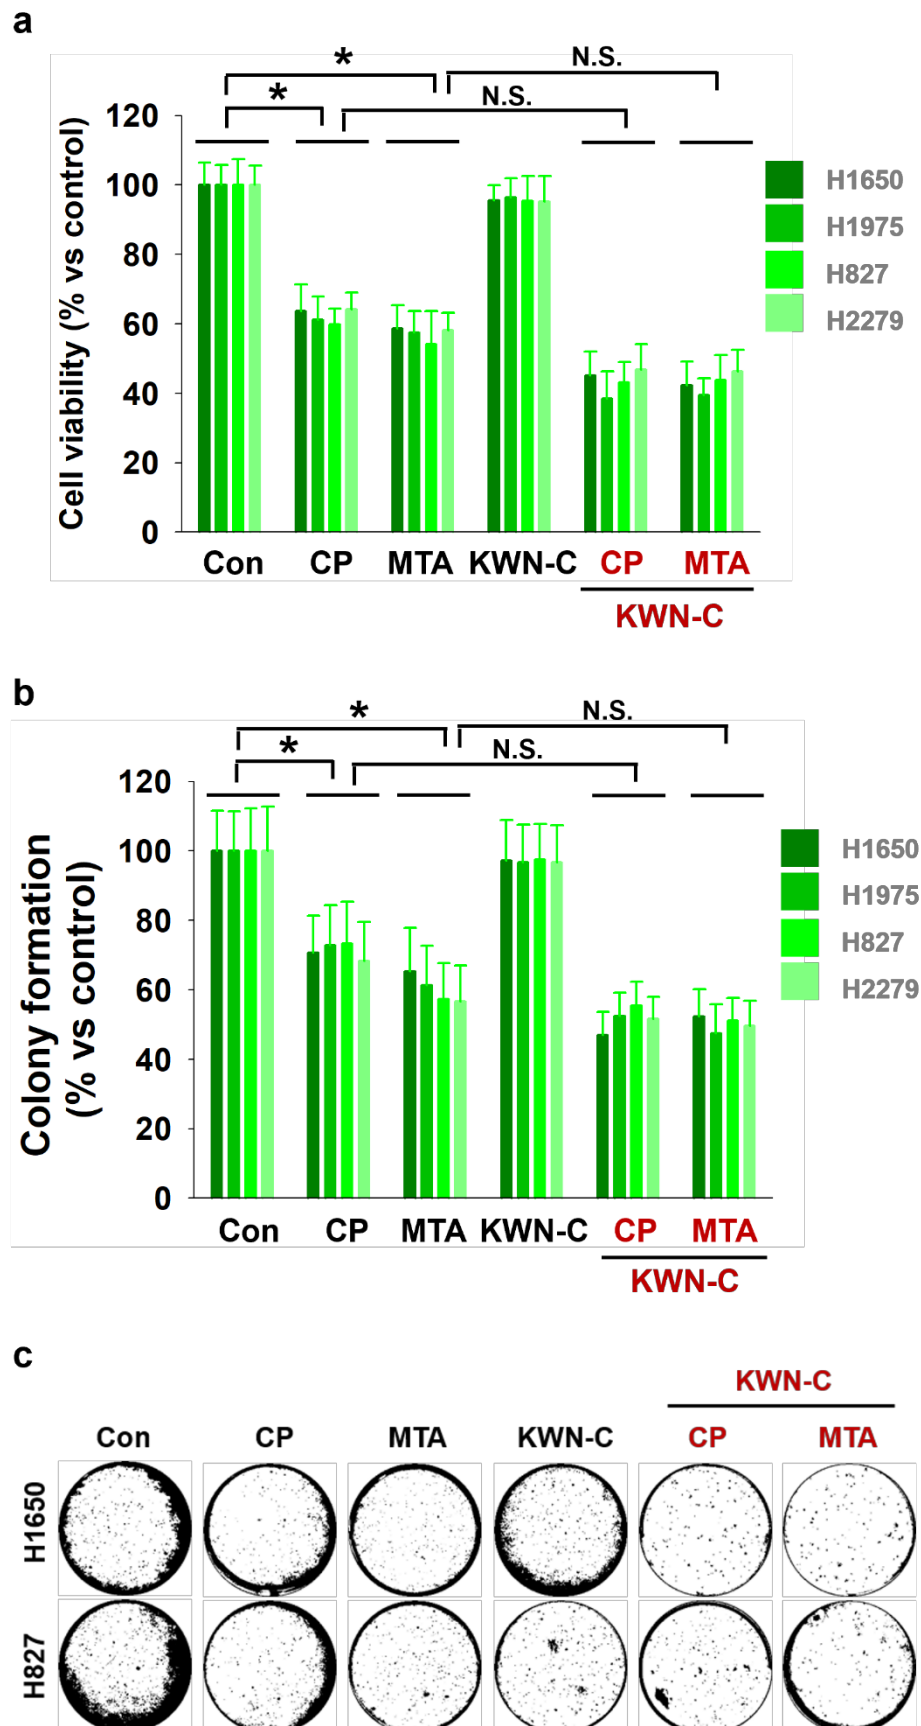 a
*
N.S.
*
N.S.
Cell viability (% vs control)
120
100
80
60
40
20
0
H1650
H1975
H827
H2279
Con CP MTA KWN-C CP MTA
KWN-C
b
*
N.S.
*
N.S.
Colony formation
(% vs control)
120
100
80
60
40
20
0
H1650
H1975
H827
H2279
Con CP MTA KWN-C CP MTA
KWN-C
c
KWN-C
Con CP MTA KWN-C CP MTA
H1650
H827